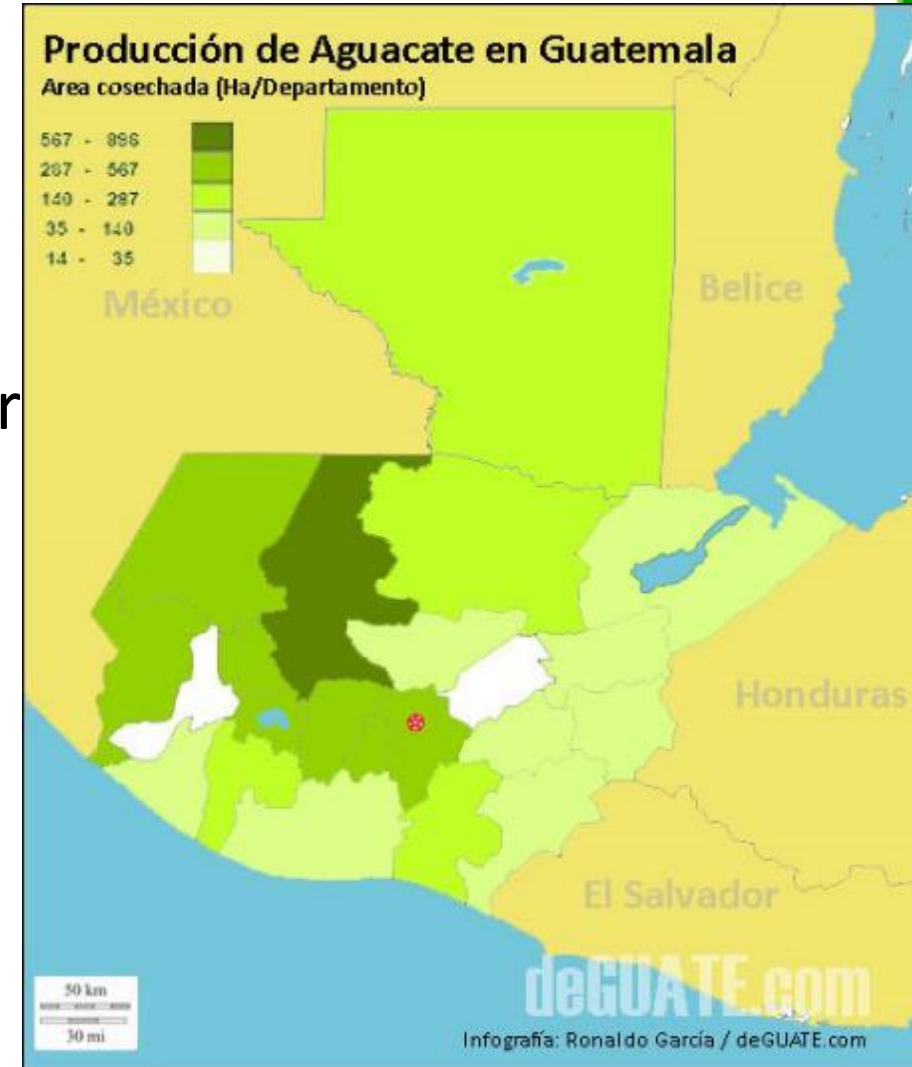 Producción de Aguacate en Guatemala
Area cosechada (Ha/Departamento)
567 - 896
287 - 567
140 - 287
35 - 140
14 - 35
México
Belice
r
Honduras
El Salvador
deGUATE.com
50 km
30 mi
Infografía: Ronaldo García / deGUATE.com